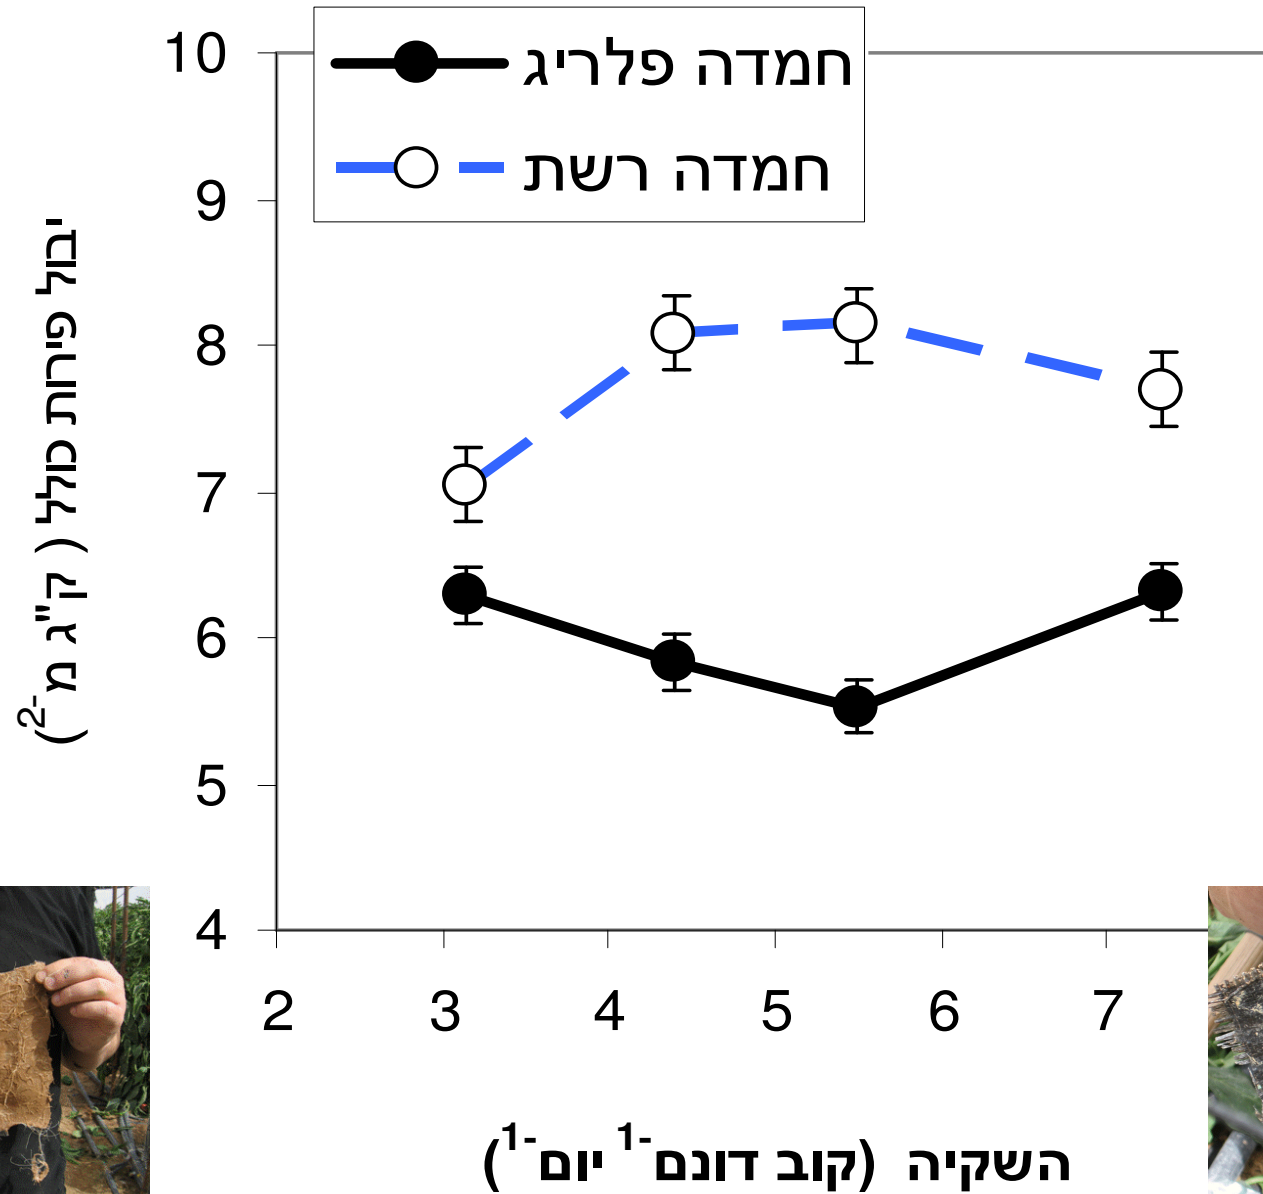 חמדה פלריג
חמדה רשת
יבול פירות כולל ( ק"ג מ-2)
10
9
8
7
6
5
4
2 3 4 5 6 7
השקיה (קוב דונם-1 יום-1)